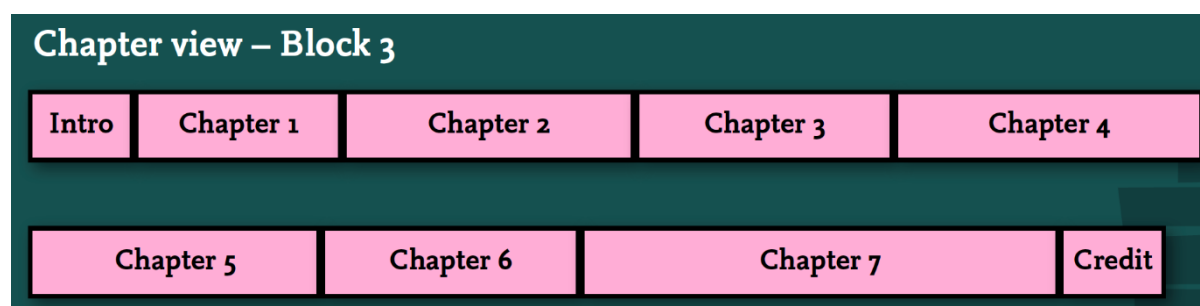 Chapter view – Block 3
Intro Chapter 1 Chapter 2 Chapter 3 Chapter 4
Chapter 5 Chapter 6 Chapter 7 Credit